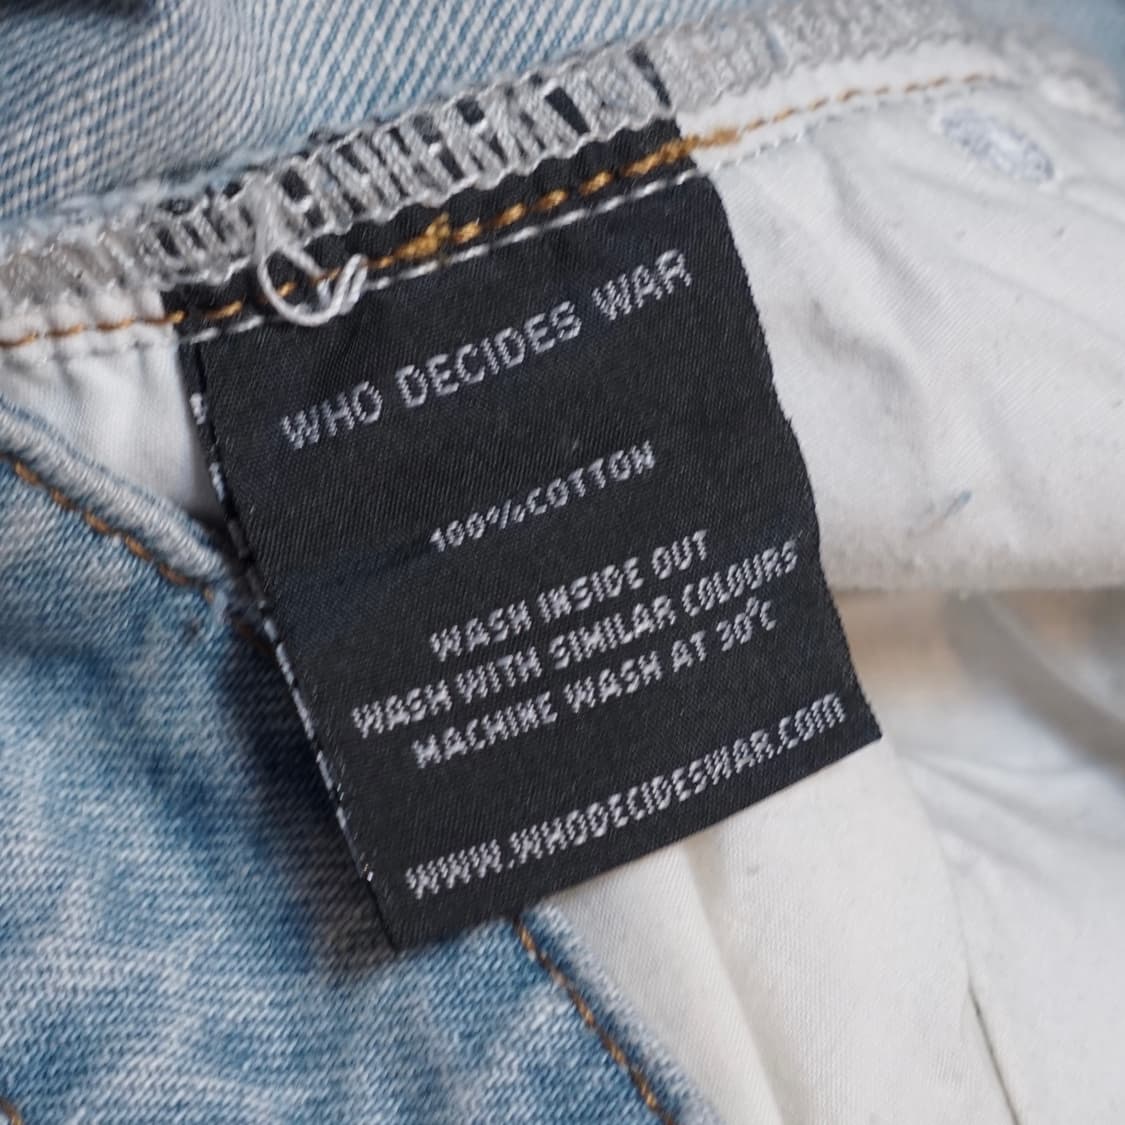 WHO DECIDES WAR
100%COTTON
WASH INSIDE OUT
WASH WITH SIMILAR COLOURS
MACHINE WASH AT 30°C
WWW.WHODECIDESWAR.com